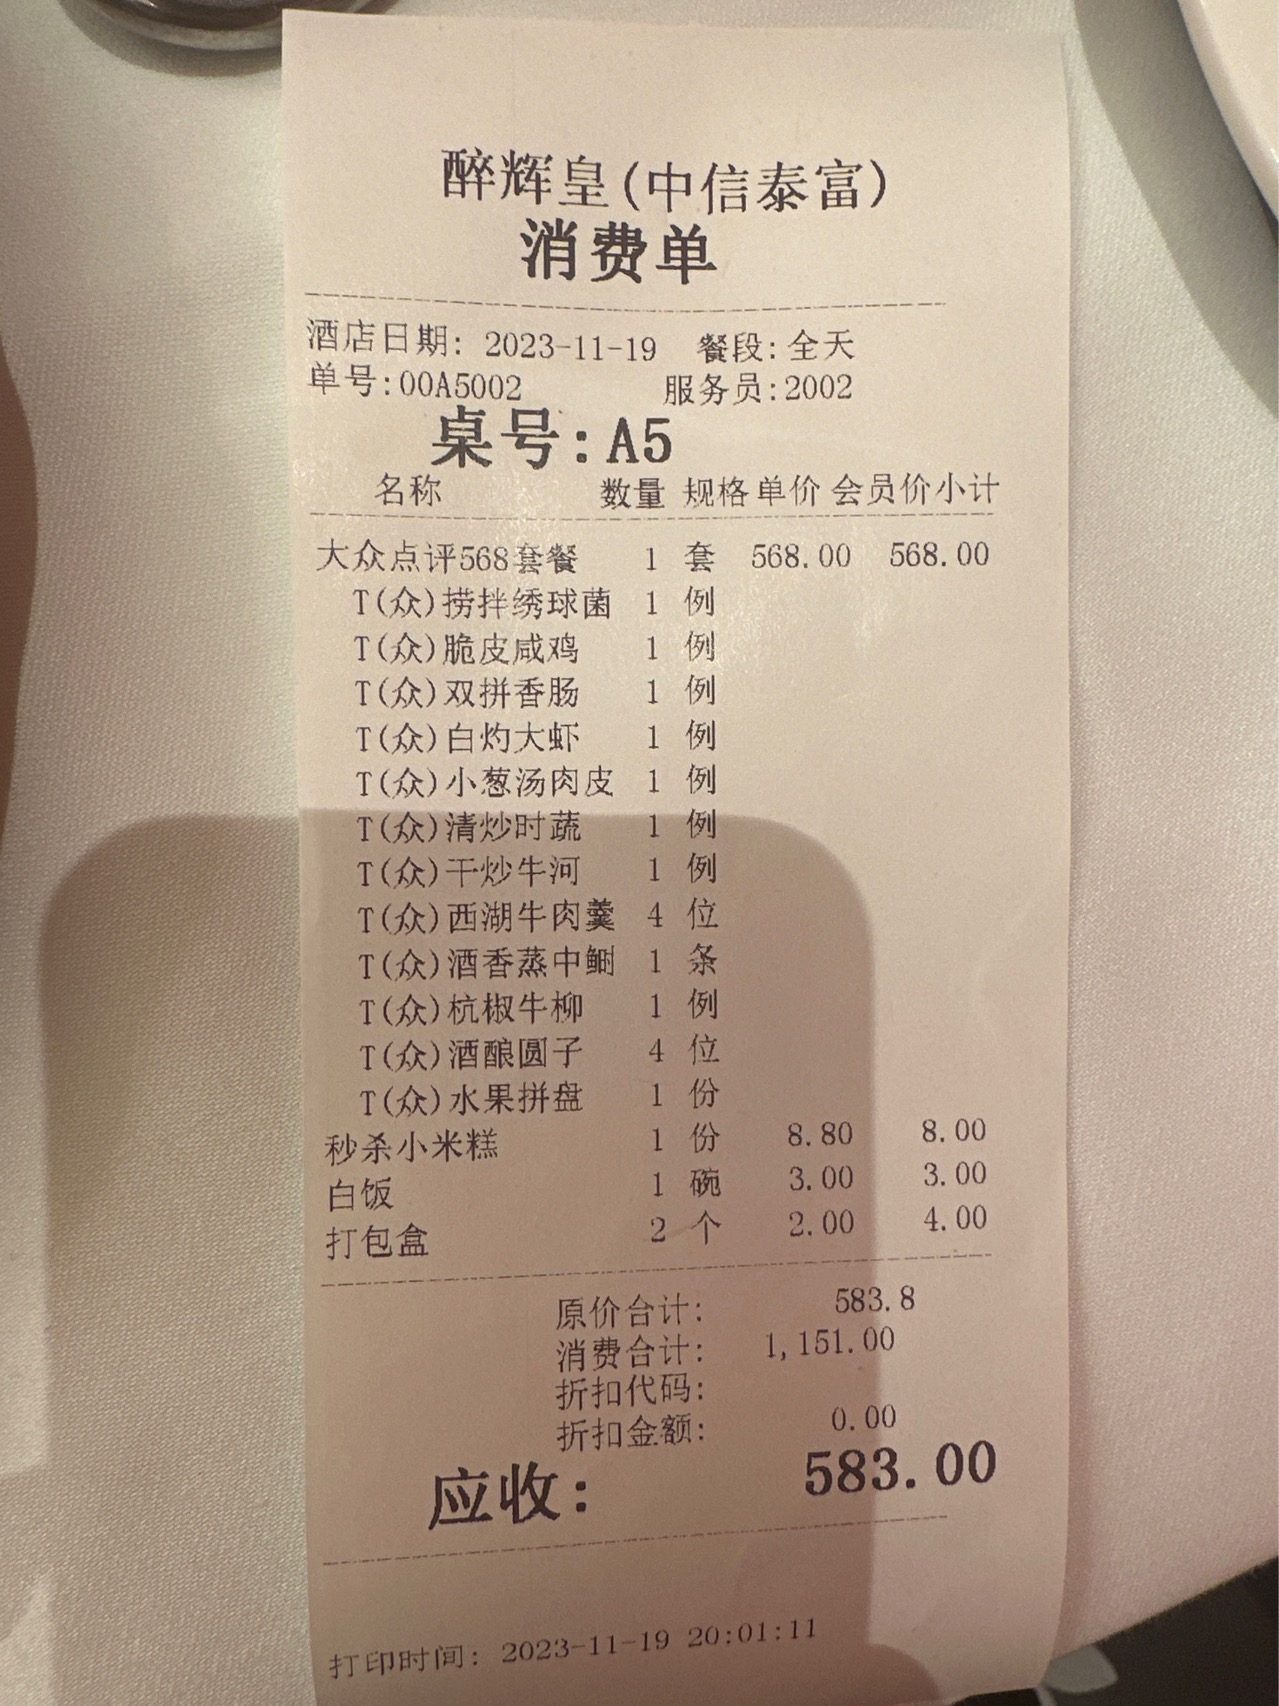 醉辉皇(中信泰富)
消费单
酒店日期: 2023-11-19 餐段:全天
单号:00A5002 服务员:2002
桌号:A5
名称 数量 规格 单价 会员价 小计
大众点评568套餐 1 套 568.00 568.00
T(众)捞拌绣球菌 1 例
T(众)脆皮咸鸡 1 例
T(众)双拼香肠 1 例
T(众)白灼大虾 1 例
T(众)小葱汤肉皮 1 例
T(众)清炒时蔬 1 例
T(众)干炒牛河 1 例
T(众)西湖牛肉羹 4 位
T(众)酒香蒸中鲥 1 条
T(众)杭椒牛柳 1 例
T(众)酒酿圆子 4 位
T(众)水果拼盘 1 份
秒杀小米糕 1 份 8.80 8.00
白饭 1 碗 3.00 3.00
打包盒 2 个 2.00 4.00
原价合计: 583.8
消费合计: 1,151.00
折扣代码:
折扣金额: 0.00
应收: 583.00
打印时间: 2023-11-19 20:01:11